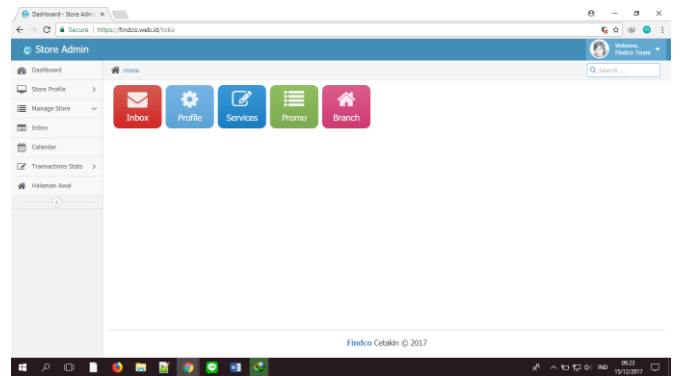 Dashboard - Store Admi
Secure | https://findco.web.id/toko
Store Admin
Welcome,
Findco Team
Dashboard
Home
Search ...
Store Profile
Manage Store
Inbox
Calendar
Transactions Stats
Halaman Awal
Inbox
Profile
Services
Promo
Branch
Findco Cetakin © 2017
IND
09.23
15/12/2017